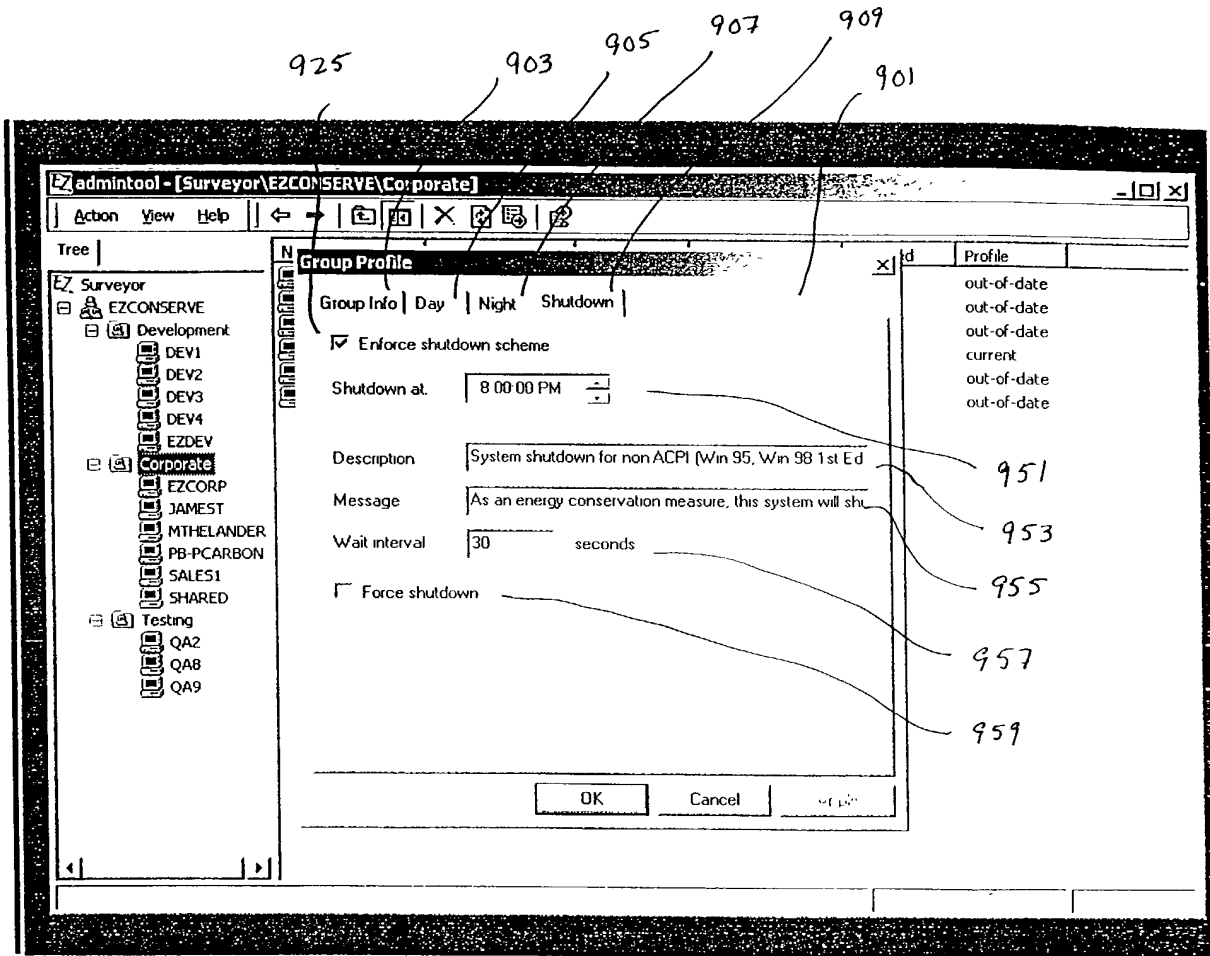 925
903
905
907
909
901
EZ admintool - [Surveyor\EZCONSERVE\Corporate]
Action View Help
Tree
N
d Profile
Group Profile
Group Info Day Night Shutdown
EZ Surveyor
EZCONSERVE
Development
DEV1
DEV2
DEV3
DEV4
EZDEV
Corporate
EZCORP
JAMEST
MTHELANDER
PB-PCARBON
SALES1
SHARED
Testing
QA2
QA8
QA9
Enforce shutdown scheme
Shutdown at. 8 00 00 PM
Description System shutdown for non ACPI (Win 95, Win 98 1st Ed
Message As an energy conservation measure, this system will shu
Wait interval 30 seconds
Force shutdown
OK Cancel
out-of-date
out-of-date
out-of-date
current
out-of-date
out-of-date
951
953
955
957
959